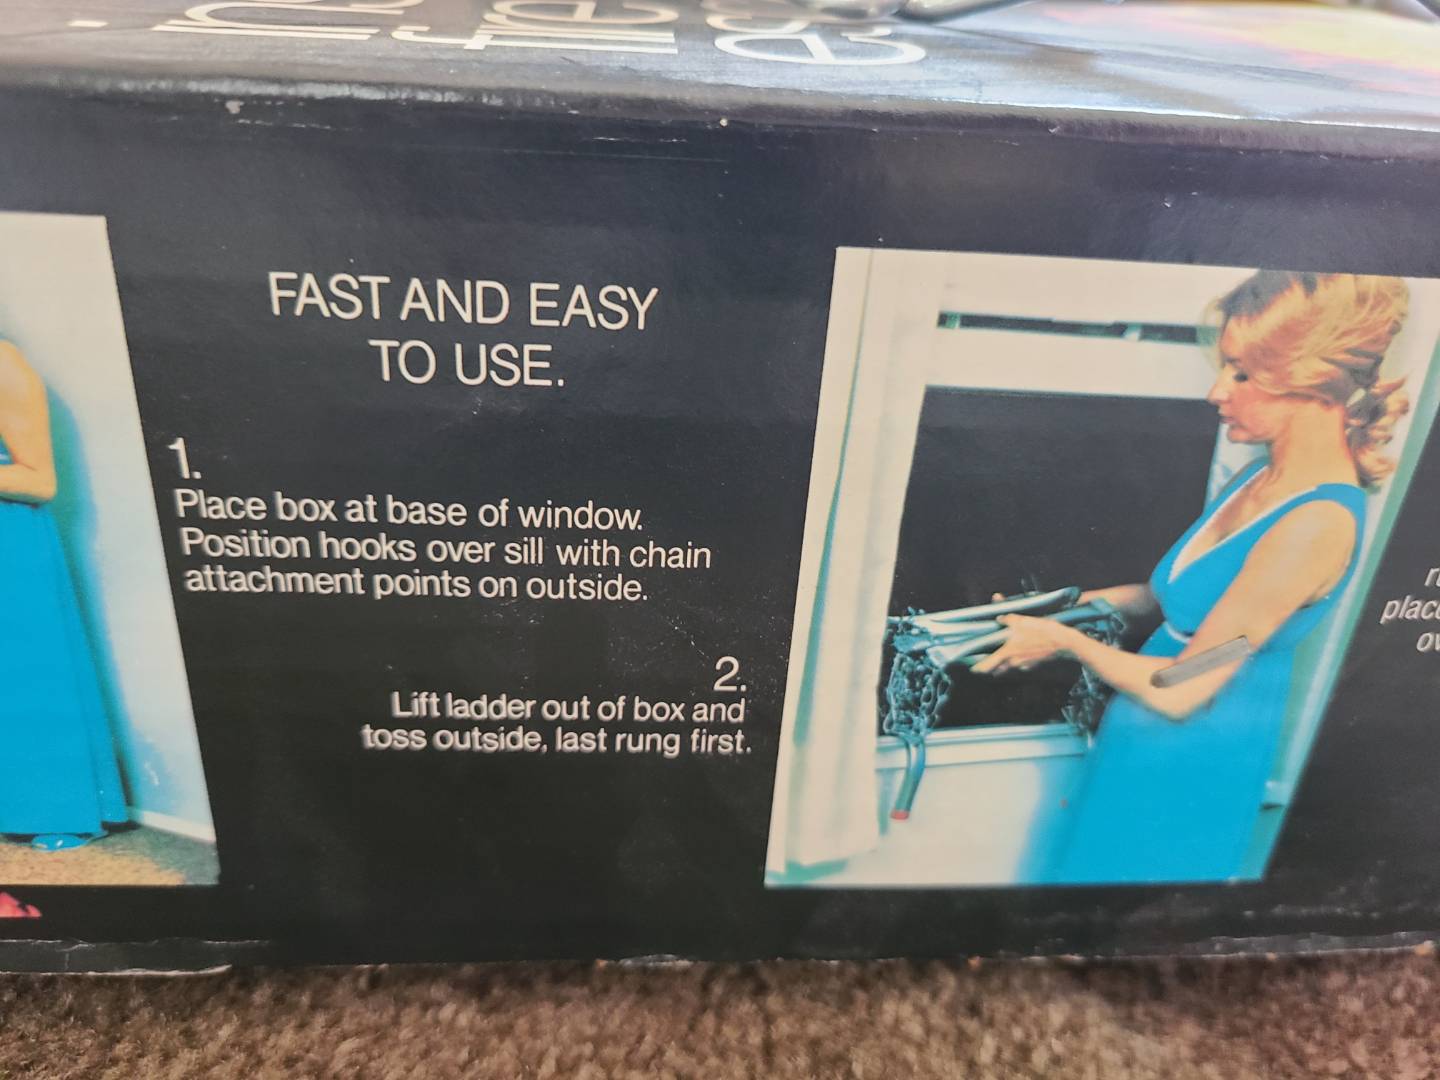 FAST AND EASY
TO USE.
1.
Place box at base of window.
Position hooks over sill with chain
attachment points on outside.
2.
Lift ladder out of box and
toss outside, last rung first.